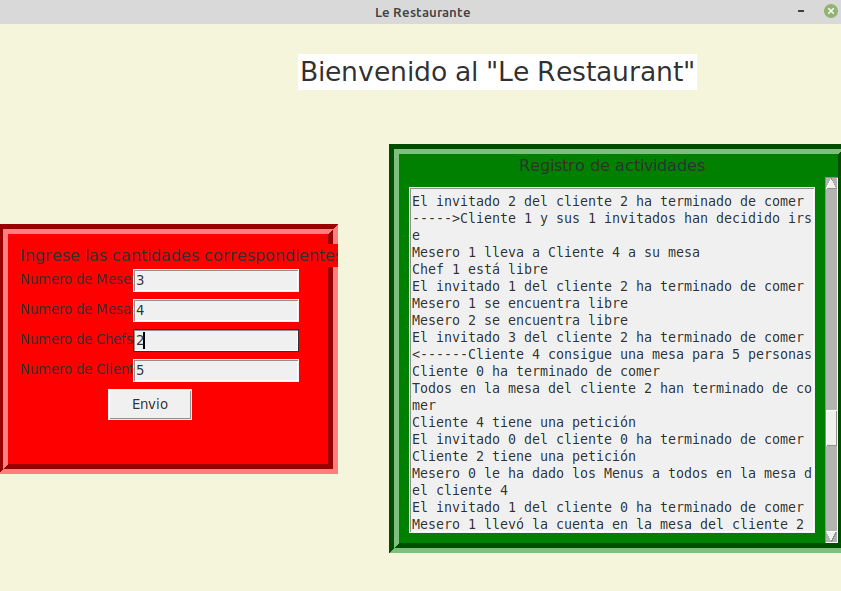 Le Restaurante
Bienvenido al "Le Restaurant"
Registro de actividades
El invitado 2 del cliente 2 ha terminado de comer
----->Cliente 1 y sus 1 invitados han decidido irs
e
Mesero 1 lleva a Cliente 4 a su mesa
Chef 1 está libre
El invitado 1 del cliente 2 ha terminado de comer
Mesero 1 se encuentra libre
Mesero 2 se encuentra libre
El invitado 3 del cliente 2 ha terminado de comer
<------Cliente 4 consigue una mesa para 5 personas
Cliente 0 ha terminado de comer
Todos en la mesa del cliente 2 han terminado de co
mer
Cliente 4 tiene una petición
El invitado 0 del cliente 0 ha terminado de comer
Cliente 2 tiene una petición
Mesero 0 le ha dado los Menus a todos en la mesa d
el cliente 4
El invitado 1 del cliente 0 ha terminado de comer
Mesero 1 llevó la cuenta en la mesa del cliente 2
Ingrese las cantidades correspondientes
Numero de Mese 3
Numero de Mesa 4
Numero de Chefs 2
Numero de Client 5
Envio